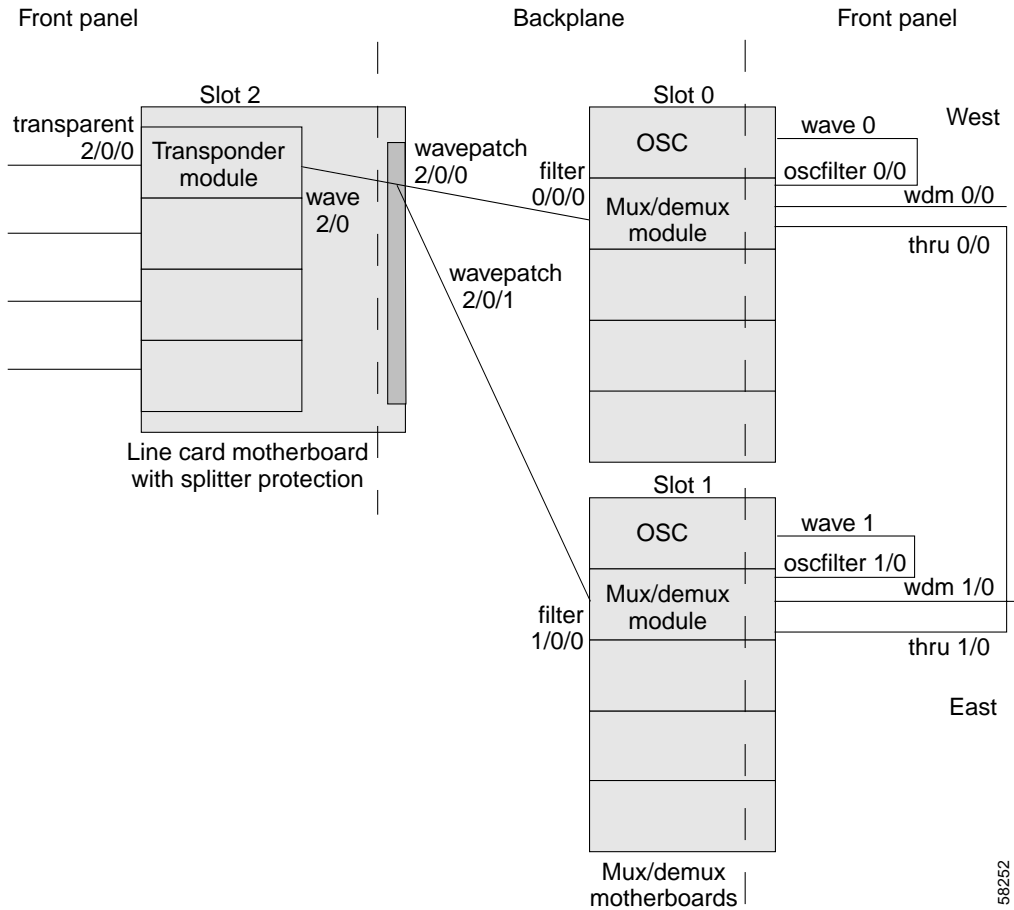 Front panel
Backplane
Front panel
Slot 2
Slot 0
West
transparent
2/0/0
Transponder
module
wave
2/0
wavepatch
2/0/0
filter
0/0/0
OSC
Mux/demux
module
wave 0
oscfilter 0/0
wdm 0/0
thru 0/0
wavepatch
2/0/1
Line card motherboard
with splitter protection
Slot 1
OSC
Mux/demux
module
filter
1/0/0
wave 1
oscfilter 1/0
wdm 1/0
thru 1/0
East
Mux/demux
motherboards
58252